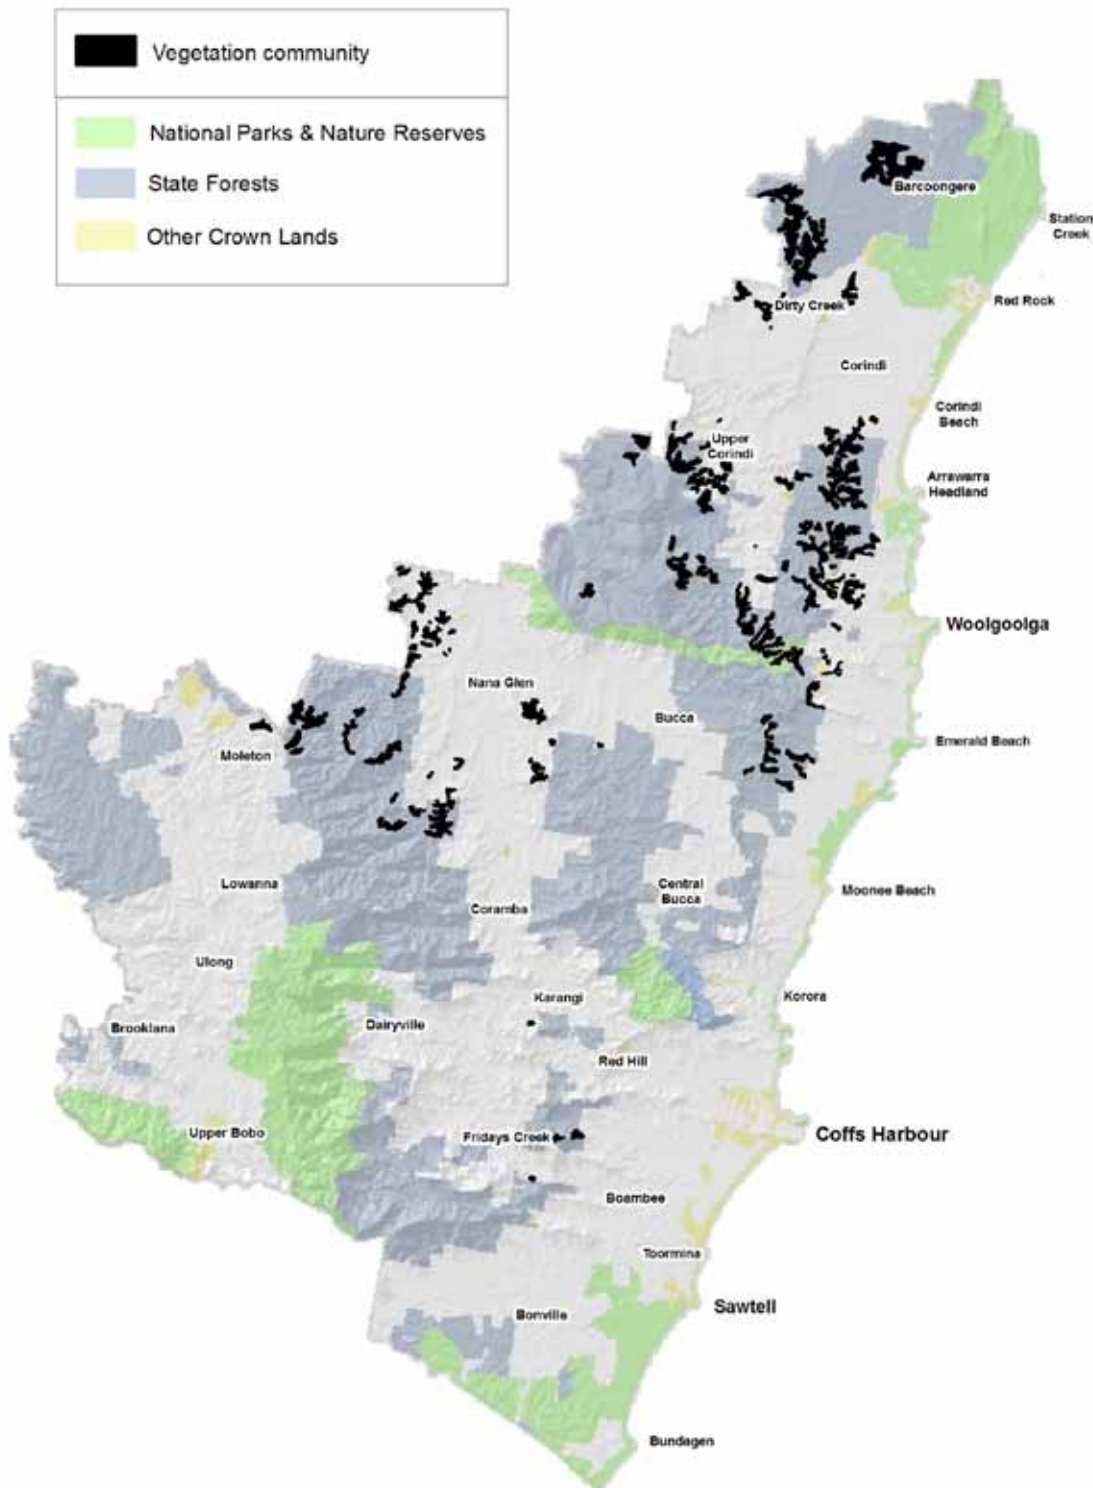 Vegetation community
National Parks & Nature Reserves
State Forests
Other Crown Lands
Barcoongere
Station
Creek
Red Rock
Dirty Creek
Corindi
Corindi
Beach
Upper
Corindi
Arrawarra
Headland
Woolgoolga
Nana Glen
Bucca
Emerald Beach
Moleton
Lowanna
Central
Bucca
Moonee Beach
Coramba
Ulong
Karangi
Korora
Brooklana
Dairyville
Red Hill
Upper Bobo
Fridays Creek
Coffs Harbour
Boambee
Toormina
Sawtell
Bonville
Bundagen